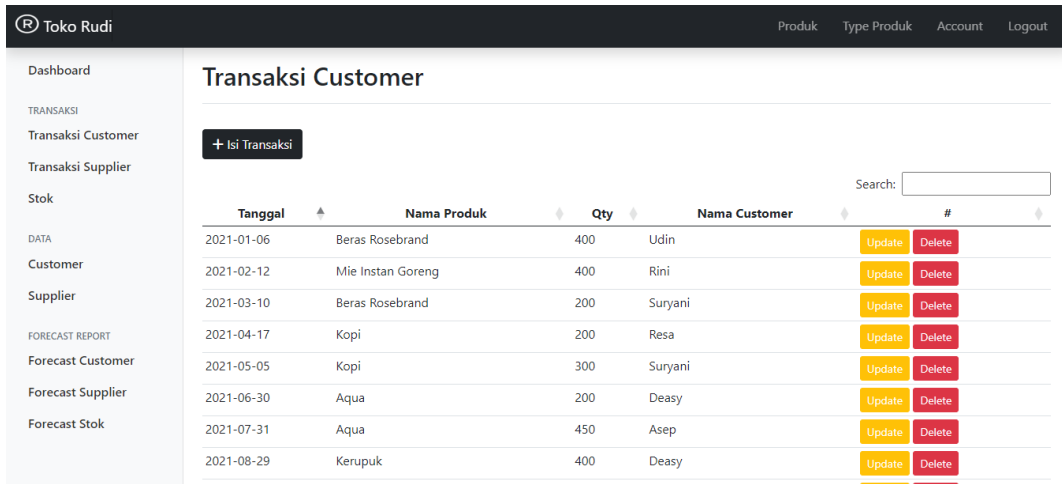 ® Toko Rudi
Produk Type Produk Account Logout
Dashboard
TRANSAKSI
Transaksi Customer
Transaksi Supplier
Stok
DATA
Customer
Supplier
FORECAST REPORT
Forecast Customer
Forecast Supplier
Forecast Stok
Transaksi Customer
+ Isi Transaksi
Search:
Tanggal Nama Produk Qty Nama Customer #
2021-01-06 Beras Rosebrand 400 Udin Update Delete
2021-02-12 Mie Instan Goreng 400 Rini Update Delete
2021-03-10 Beras Rosebrand 200 Suryani Update Delete
2021-04-17 Kopi 200 Resa Update Delete
2021-05-05 Kopi 300 Suryani Update Delete
2021-06-30 Aqua 200 Deasy Update Delete
2021-07-31 Aqua 450 Asep Update Delete
2021-08-29 Kerupuk 400 Deasy Update Delete